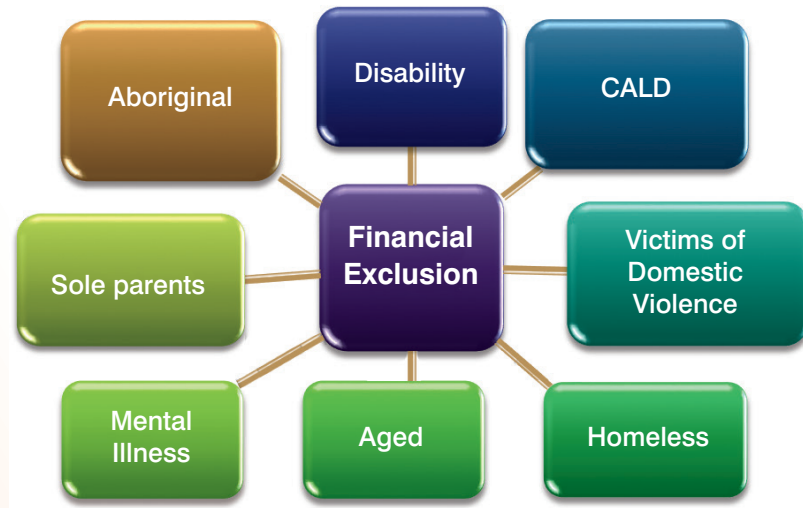 Aboriginal
Disability
CALD
Sole parents
Financial
Exclusion
Victims of
Domestic
Violence
Mental
Illness
Aged
Homeless